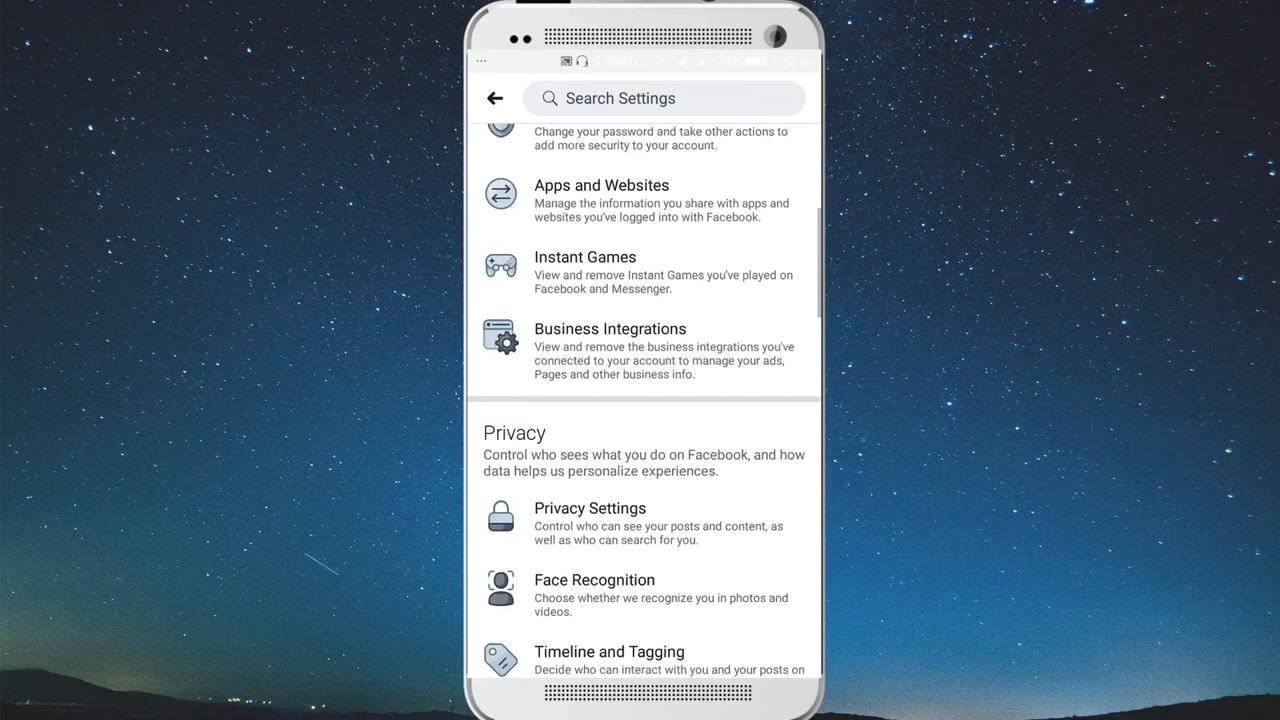 Search Settings
Change your password and take other actions to
add more security to your account.
Apps and Websites
Manage the information you share with apps and
websites you've logged into with Facebook.
Instant Games
View and remove Instant Games you've played on
Facebook and Messenger.
Business Integrations
View and remove the business integrations you've
connected to your account to manage your ads,
Pages and other business info.
Privacy
Control who sees what you do on Facebook, and how
data helps us personalize experiences.
Privacy Settings
Control who can see your posts and content, as
well as who can search for you.
Face Recognition
Choose whether we recognize you in photos and
videos.
Timeline and Tagging
Decide who can interact with you and your posts on